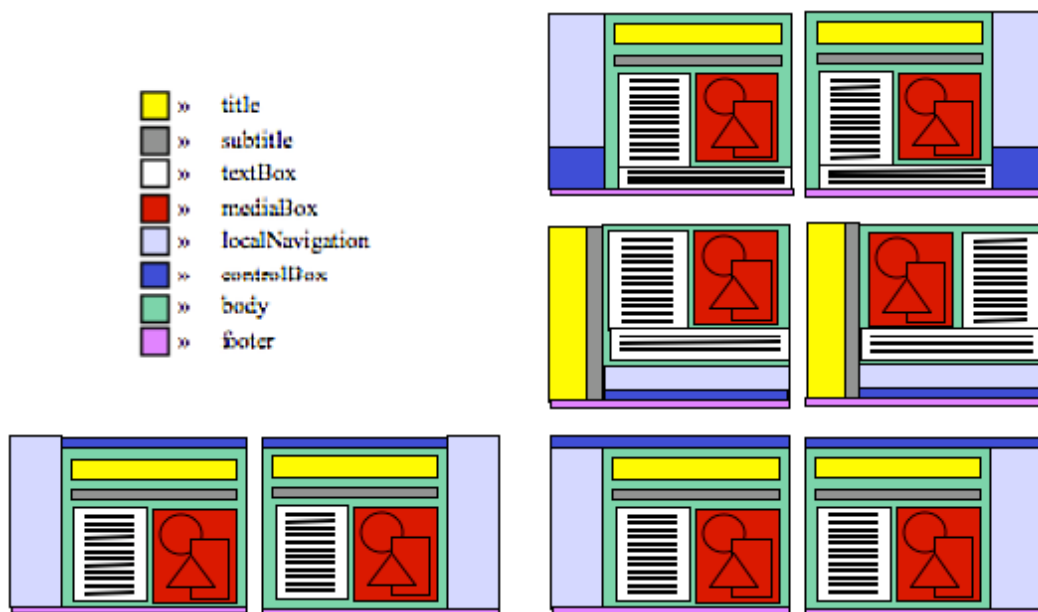 » title
» subtitle
» textBox
» mediaBox
» localNavigation
» controlBox
» body
» footer